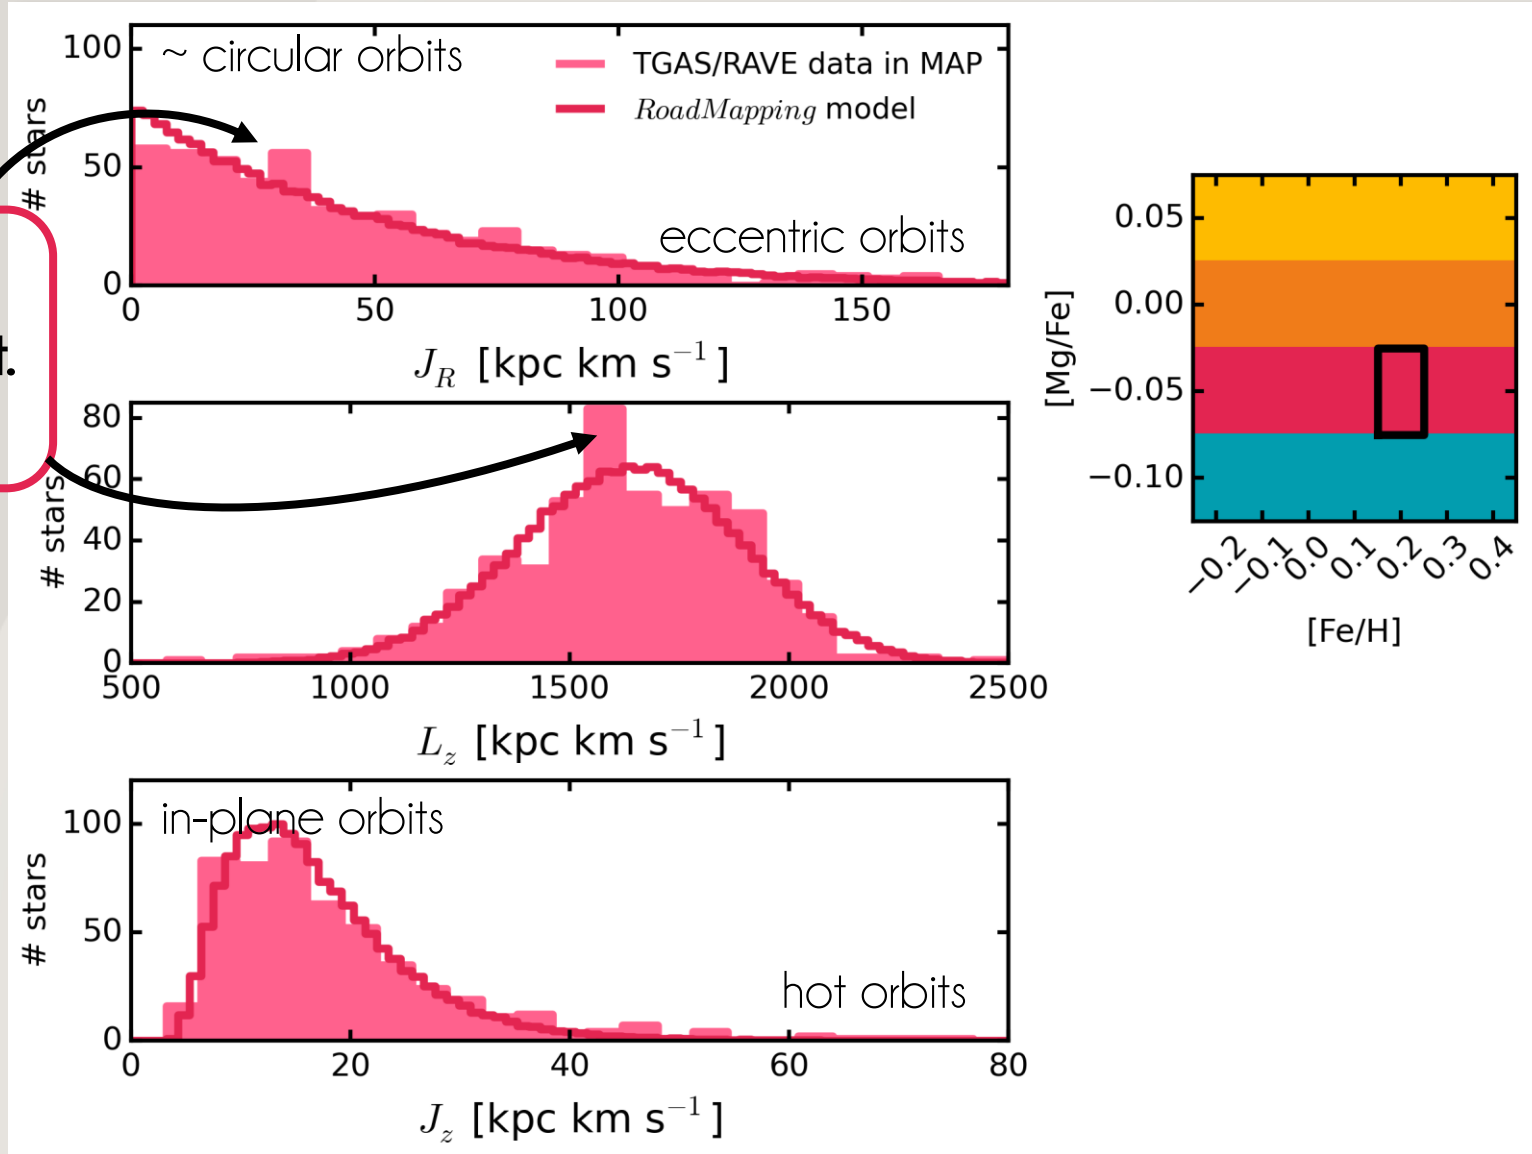 ~ circular orbits
TGAS/RAVE data in MAP
RoadMapping model
eccentric orbits
# stars
100
50
0
0 50 100 150
J_R [kpc km s⁻¹]
t.
# stars
80
60
40
20
0
500 1000 1500 2000 2500
L_z [kpc km s⁻¹]
in-plane orbits
hot orbits
# stars
100
50
0
0 20 40 60 80
J_z [kpc km s⁻¹]
[Mg/Fe]
0.05
0.00
−0.05
−0.10
−0.2 −0.1 0.0 0.1 0.2 0.3 0.4
[Fe/H]